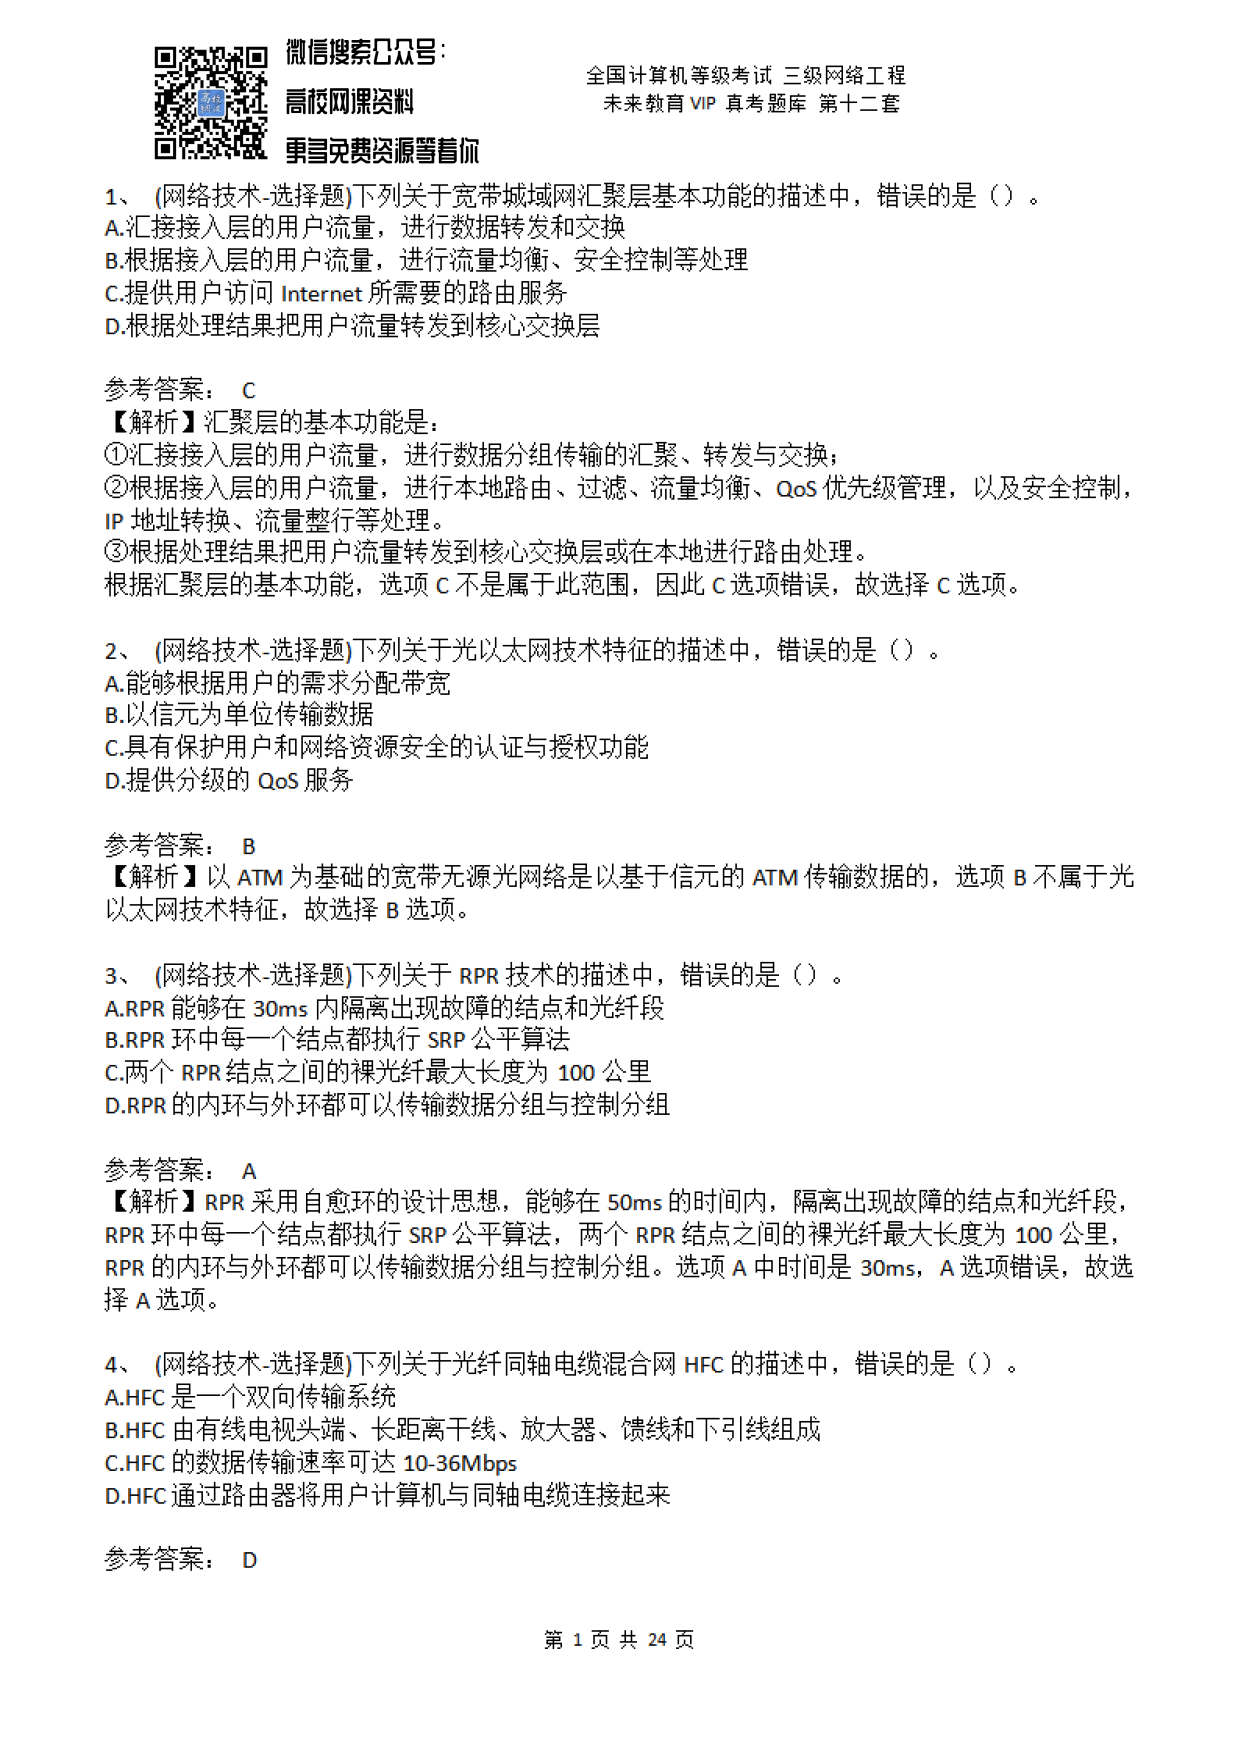 微信搜索公众号：
高校网课资料
更多免费资源等着你
全国计算机等级考试 三级网络工程
未来教育 VIP 真考题库 第十二套
1、 (网络技术-选择题)下列关于宽带城域网汇聚层基本功能的描述中，错误的是（）。
A.汇接接入层的用户流量，进行数据转发和交换
B.根据接入层的用户流量，进行流量均衡、安全控制等处理
C.提供用户访问 Internet 所需要的路由服务
D.根据处理结果把用户流量转发到核心交换层
参考答案： C
【解析】汇聚层的基本功能是：
①汇接接入层的用户流量，进行数据分组传输的汇聚、转发与交换；
②根据接入层的用户流量，进行本地路由、过滤、流量均衡、QoS 优先级管理，以及安全控制，
IP 地址转换、流量整行等处理。
③根据处理结果把用户流量转发到核心交换层或在本地进行路由处理。
根据汇聚层的基本功能，选项 C 不是属于此范围，因此 C 选项错误，故选择 C 选项。
2、 (网络技术-选择题)下列关于光以太网技术特征的描述中，错误的是（）。
A.能够根据用户的需求分配带宽
B.以信元为单位传输数据
C.具有保护用户和网络资源安全的认证与授权功能
D.提供分级的 QoS 服务
参考答案： B
【解析】以 ATM 为基础的宽带无源光网络是以基于信元的 ATM 传输数据的，选项 B 不属于光
以太网技术特征，故选择 B 选项。
3、 (网络技术-选择题)下列关于 RPR 技术的描述中，错误的是（）。
A.RPR 能够在 30ms 内隔离出现故障的结点和光纤段
B.RPR 环中每一个结点都执行 SRP 公平算法
C.两个 RPR 结点之间的裸光纤最大长度为 100 公里
D.RPR 的内环与外环都可以传输数据分组与控制分组
参考答案： A
【解析】RPR 采用自愈环的设计思想，能够在 50ms 的时间内，隔离出现故障的结点和光纤段，
RPR 环中每一个结点都执行 SRP 公平算法，两个 RPR 结点之间的裸光纤最大长度为 100 公里，
RPR 的内环与外环都可以传输数据分组与控制分组。选项 A 中时间是 30ms，A 选项错误，故选
择 A 选项。
4、 (网络技术-选择题)下列关于光纤同轴电缆混合网 HFC 的描述中，错误的是（）。
A.HFC 是一个双向传输系统
B.HFC 由有线电视头端、长距离干线、放大器、馈线和下引线组成
C.HFC 的数据传输速率可达 10-36Mbps
D.HFC 通过路由器将用户计算机与同轴电缆连接起来
参考答案： D
第 1 页 共 24 页